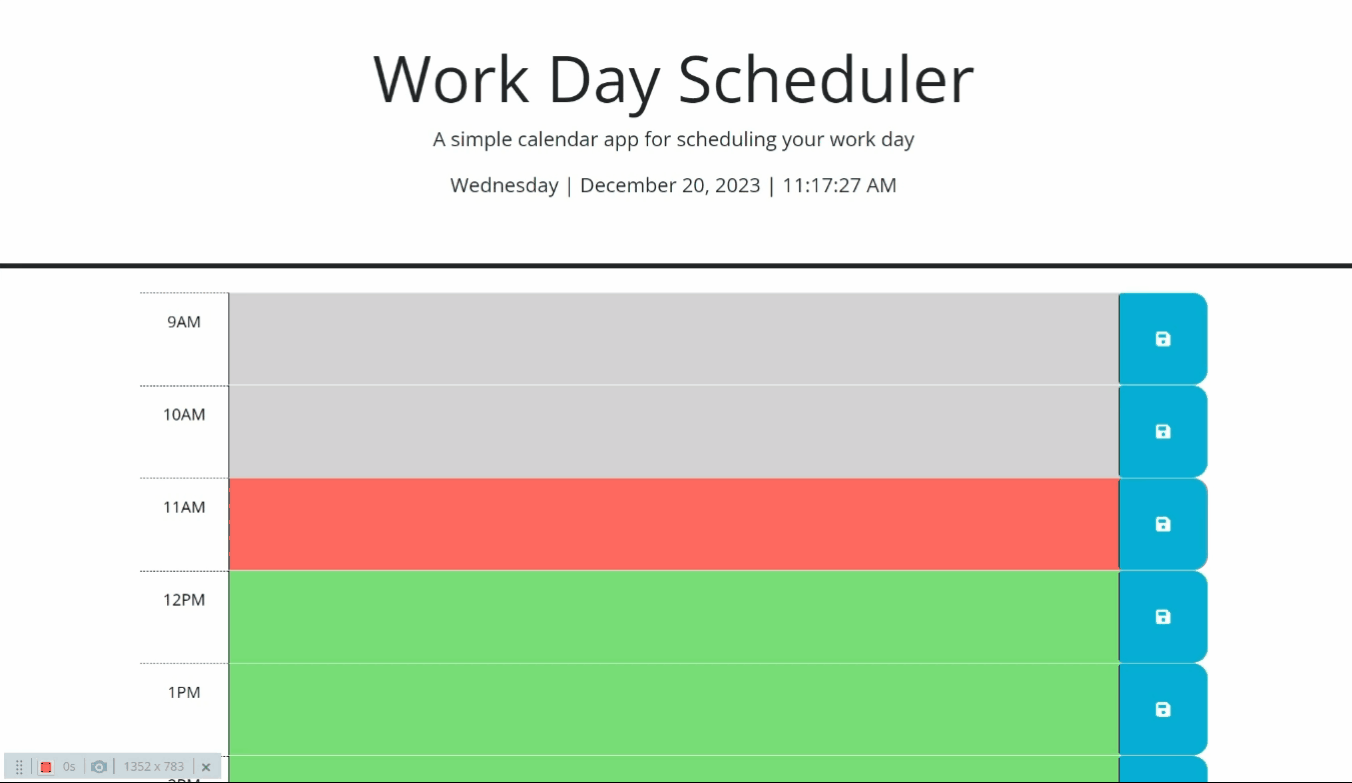 Work Day Scheduler
A simple calendar app for scheduling your work day
Wednesday | December 20, 2023 | 11:17:27 AM
9AM
10AM
11AM
12PM
1PM
0s 1352 x 783